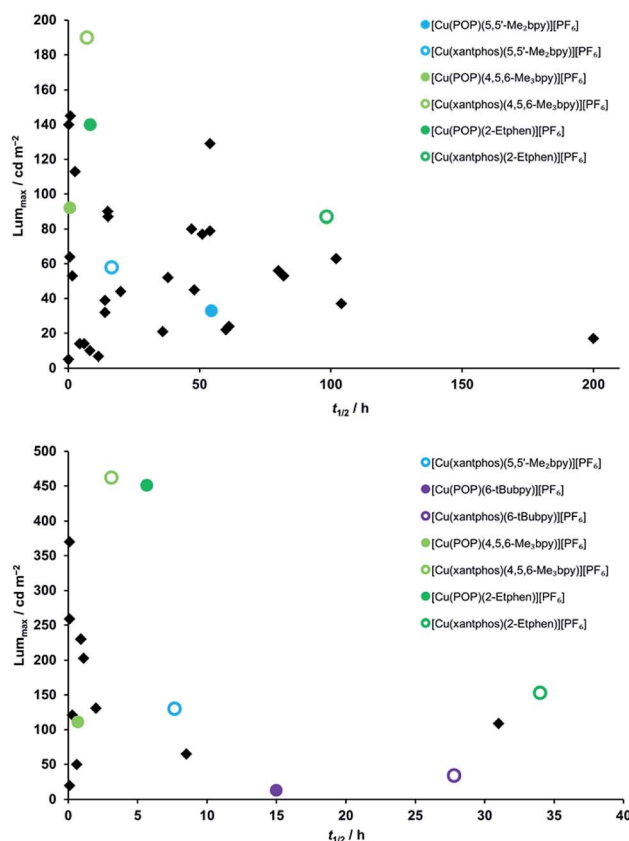 200
180
160
140
120
100
80
60
40
20
0
Lumₘₐₓ / cd m⁻²
0
50
100
150
200
t₁/₂ / h
[Cu(POP)(5,5'-Me₂bpy)][PF₆]
[Cu(xantphos)(5,5'-Me₂bpy)][PF₆]
[Cu(POP)(4,5,6-Me₃bpy)][PF₆]
[Cu(xantphos)(4,5,6-Me₃bpy)][PF₆]
[Cu(POP)(2-Etphen)][PF₆]
[Cu(xantphos)(2-Etphen)][PF₆]
500
450
400
350
300
250
200
150
100
50
0
Lumₘₐₓ / cd m⁻²
0
5
10
15
20
25
30
35
40
t₁/₂ / h
[Cu(xantphos)(5,5'-Me₂bpy)][PF₆]
[Cu(POP)(6-tBubpy)][PF₆]
[Cu(xantphos)(6-tBubpy)][PF₆]
[Cu(POP)(4,5,6-Me₃bpy)][PF₆]
[Cu(xantphos)(4,5,6-Me₃bpy)][PF₆]
[Cu(POP)(2-Etphen)][PF₆]
[Cu(xantphos)(2-Etphen)][PF₆]